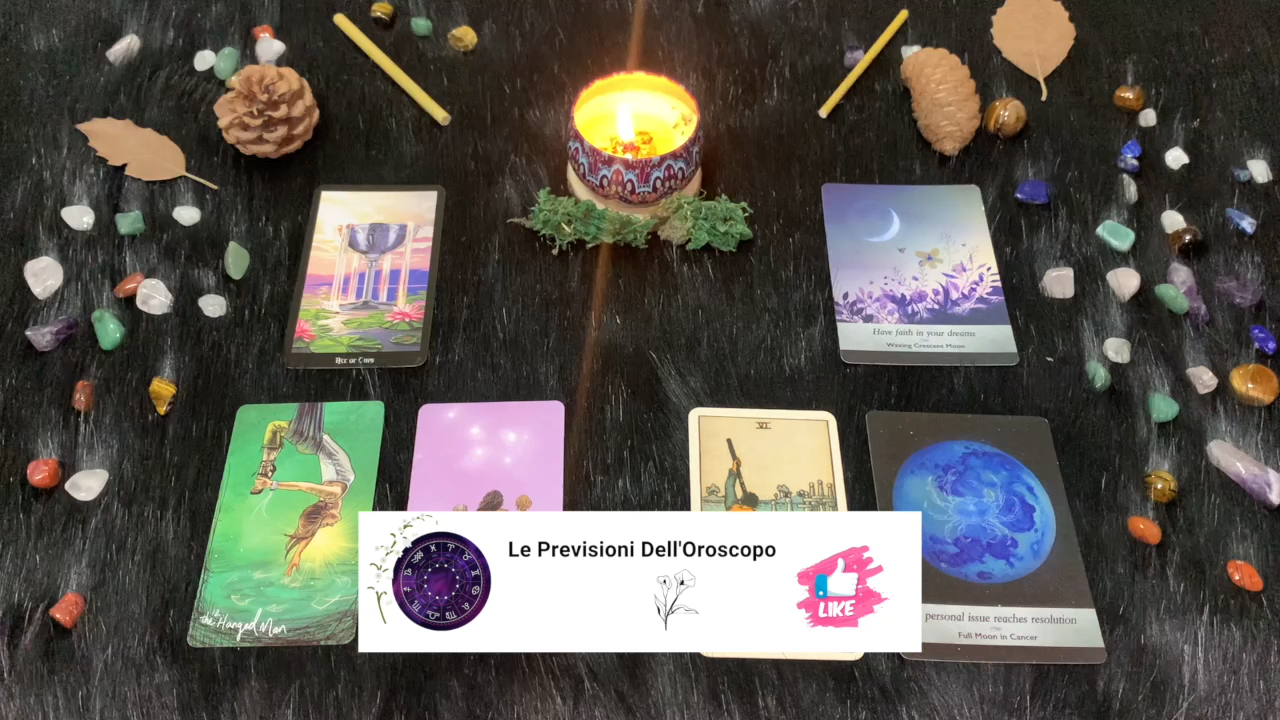 Ace of Cups
Have faith in your dreams
Waxing Crescent Moon
VI
the Hanged Man
Le Previsioni Dell'Oroscopo
LIKE
personal issue reaches resolution
Full Moon in Cancer